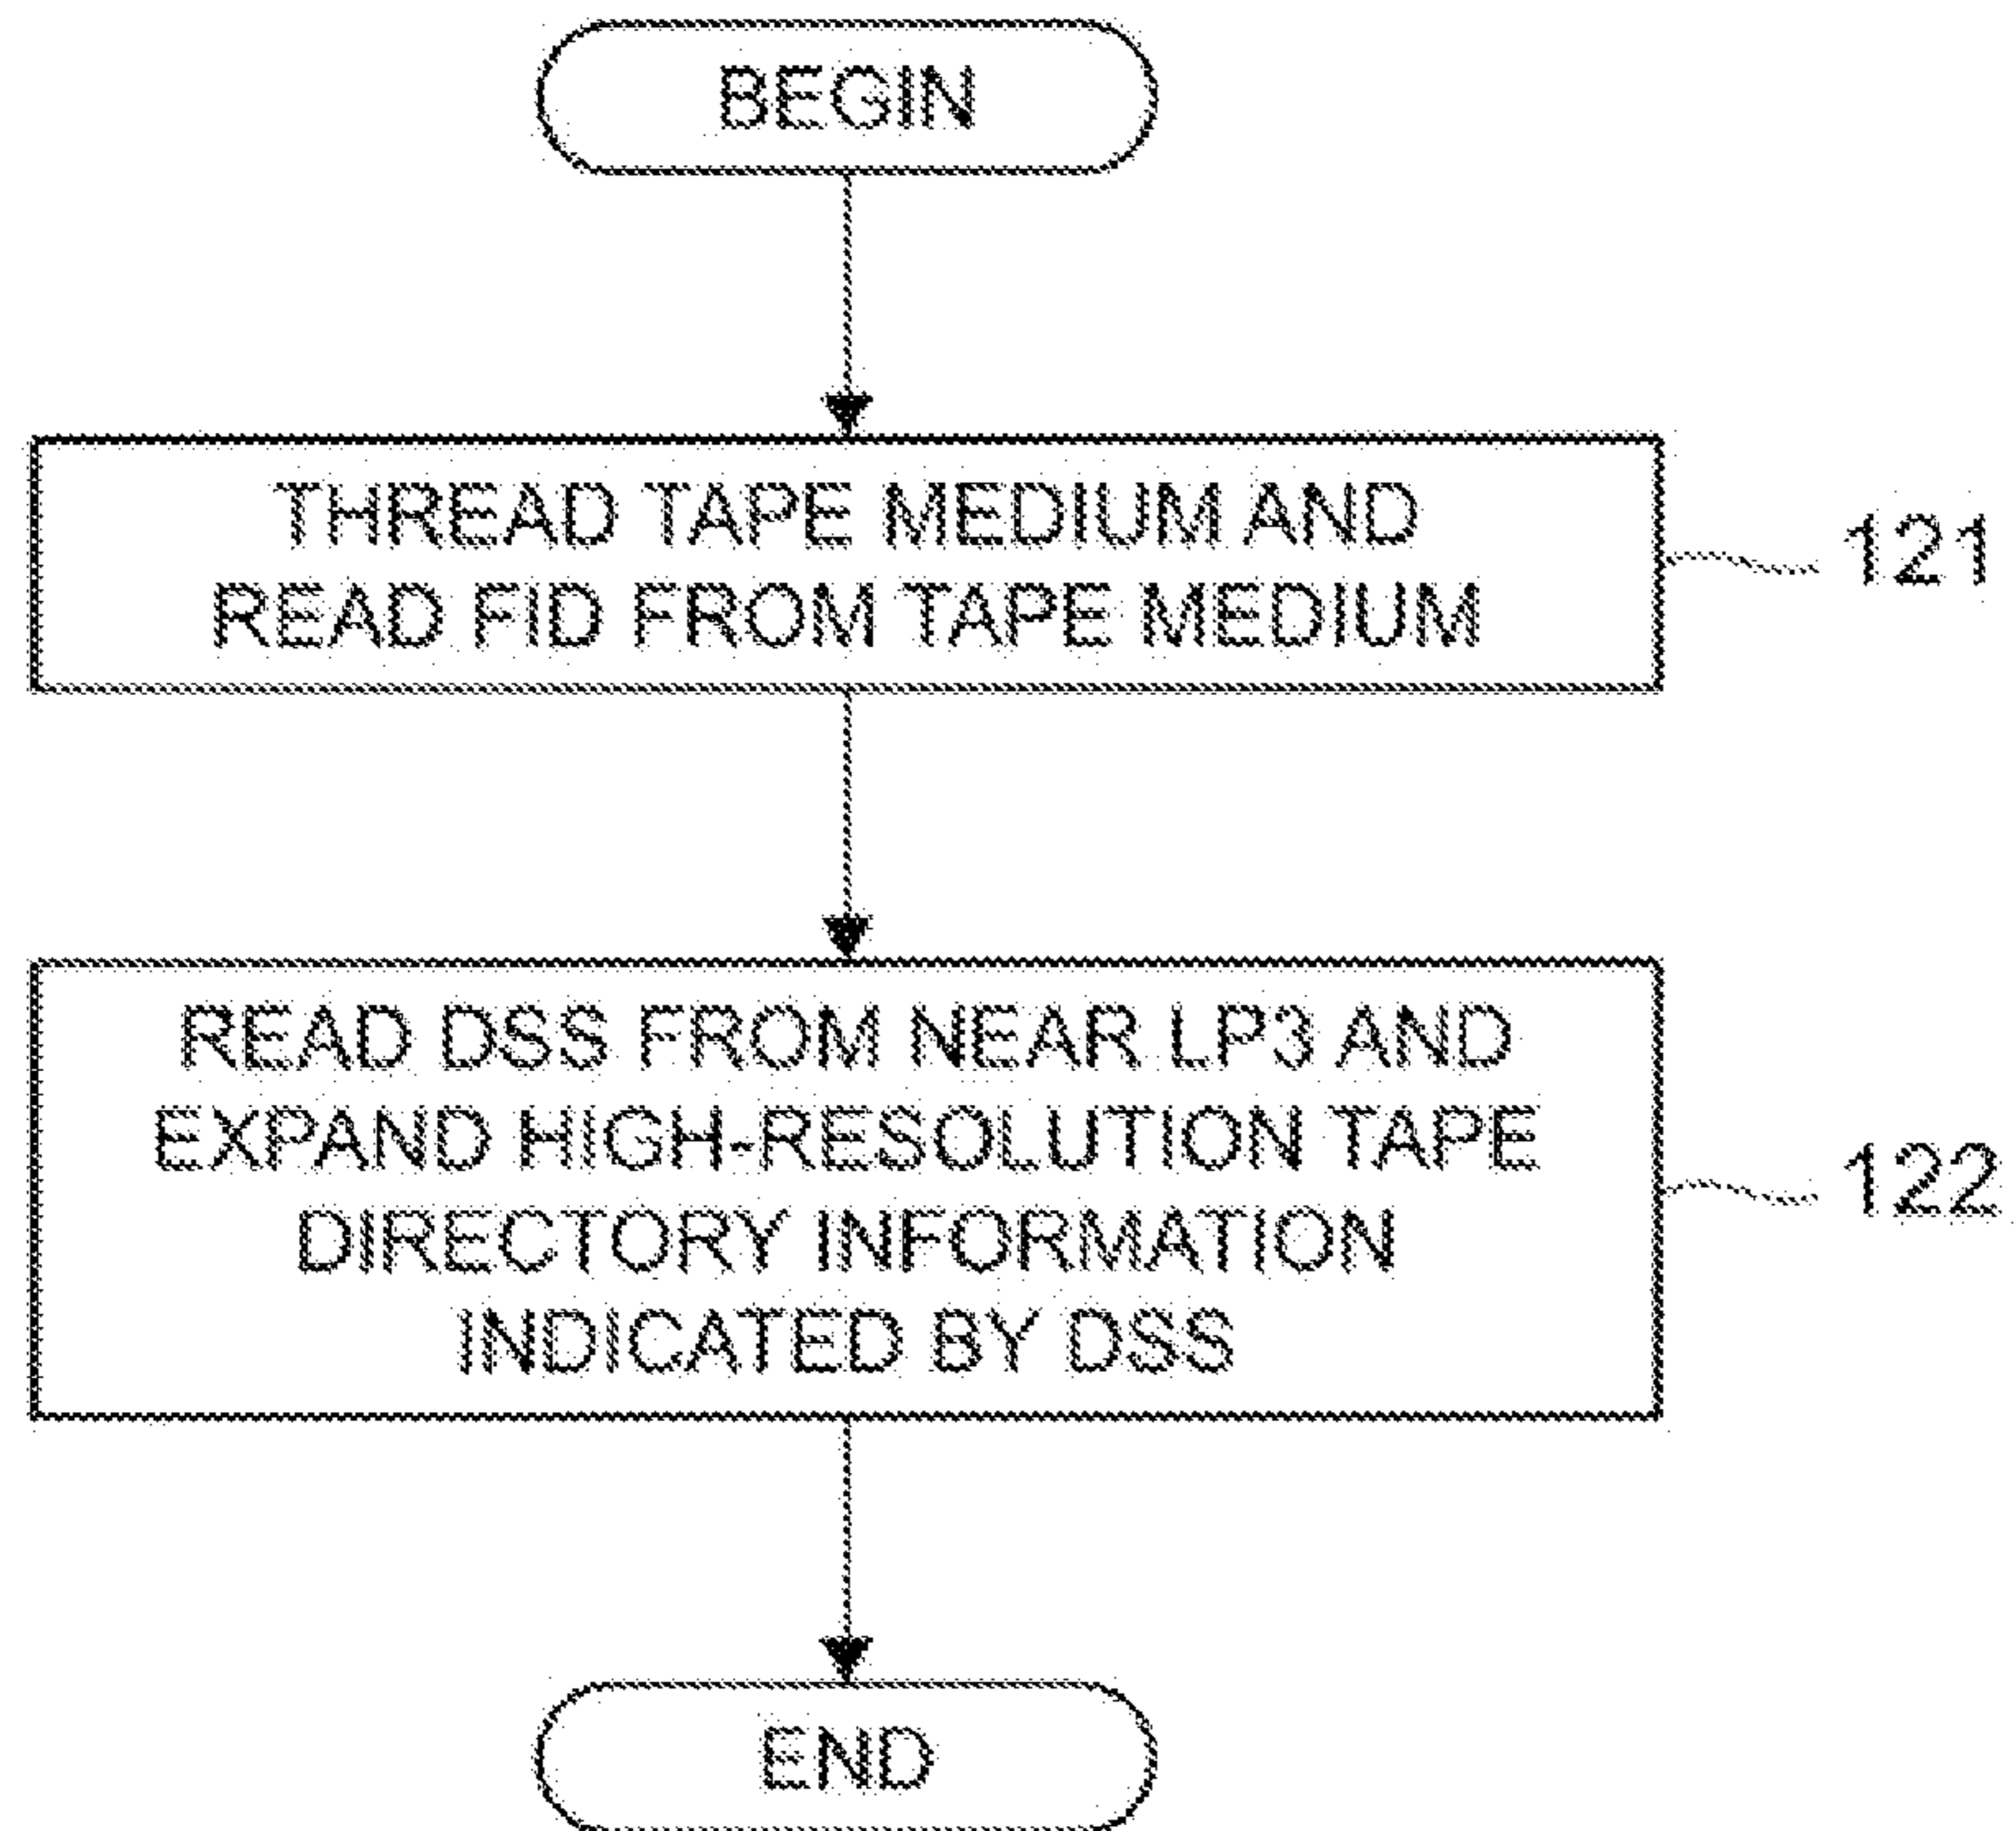 BEGIN
THREAD TAPE MEDIUM AND
READ FID FROM TAPE MEDIUM
121
READ DSS FROM NEAR LP3 AND
EXPAND HIGH-RESOLUTION TAPE
DIRECTORY INFORMATION
INDICATED BY DSS
122
END